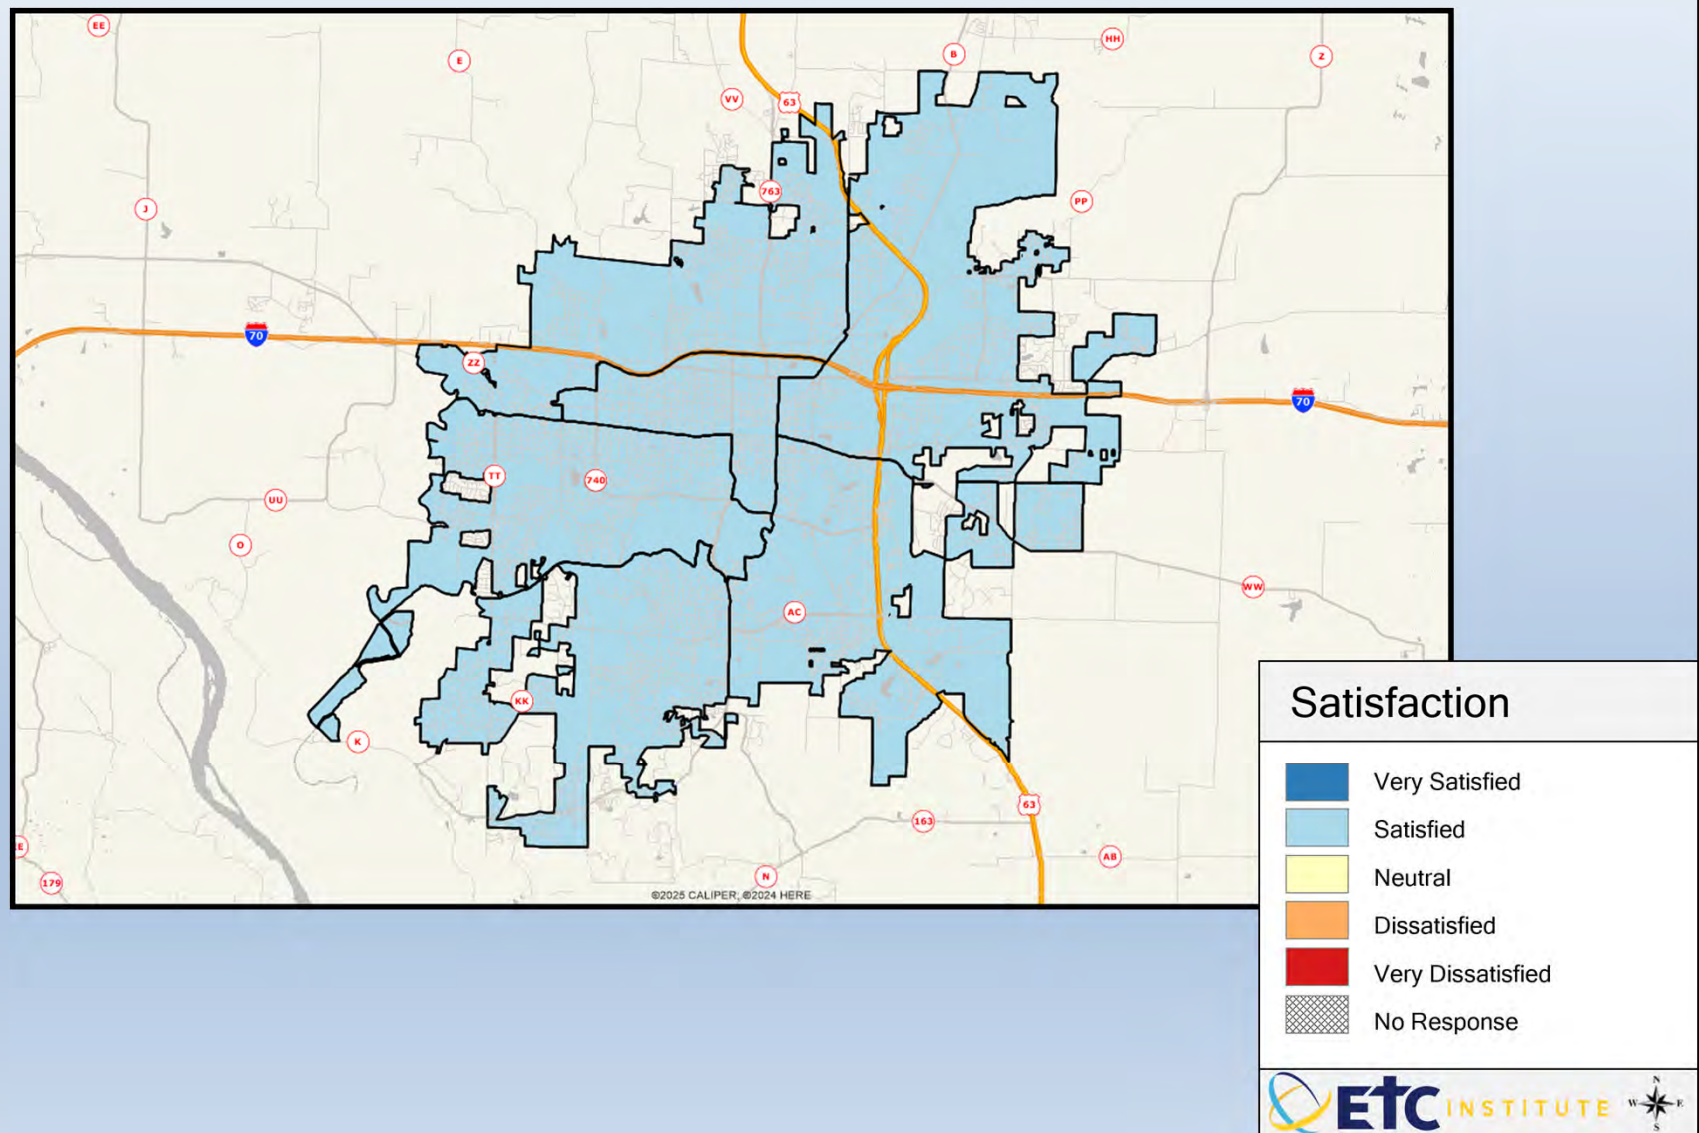 EE
E
B
HH
Z
VV
63
763
J
PP
70
ZZ
70
TT
740
UU
O
WW
AC
KK
K
63
163
E
AB
179
N
©2025 CALIPER; ©2024 HERE
Satisfaction
Very Satisfied
Satisfied
Neutral
Dissatisfied
Very Dissatisfied
No Response
ETC INSTITUTE
N
W E
S